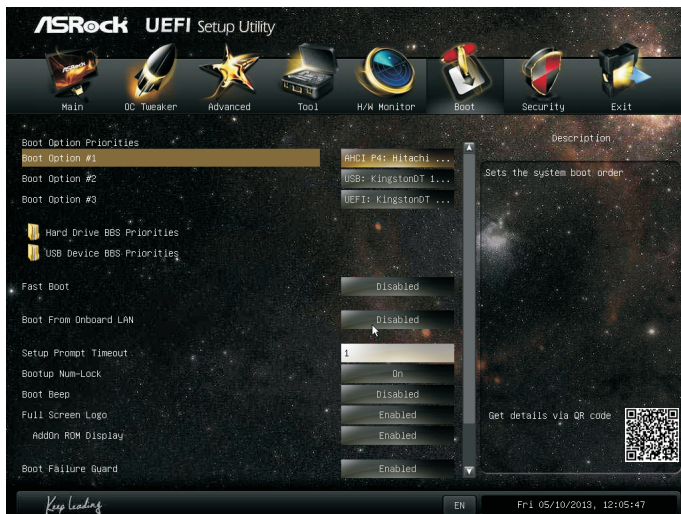 ASRock UEFI Setup Utility
Main OC Tweaker Advanced Tool H/W Monitor Boot Security Exit
Description
Boot Option Priorities
Boot Option #1 AHCI P4: Hitachi ...
Sets the system boot order
Boot Option #2 USB: KingstonDT 1...
Boot Option #3 UEFI: KingstonDT ...
Hard Drive BBS Priorities
USB Device BBS Priorities
Fast Boot Disabled
Boot From Onboard LAN Disabled
Setup Prompt Timeout 1
Bootup Num-Lock On
Boot Beep Disabled
Full Screen Logo Enabled
Get details via QR code
AddOn ROM Display Enabled
Boot Failure Guard Enabled
Keep Leading
EN
Fri 05/10/2013, 12:05:47